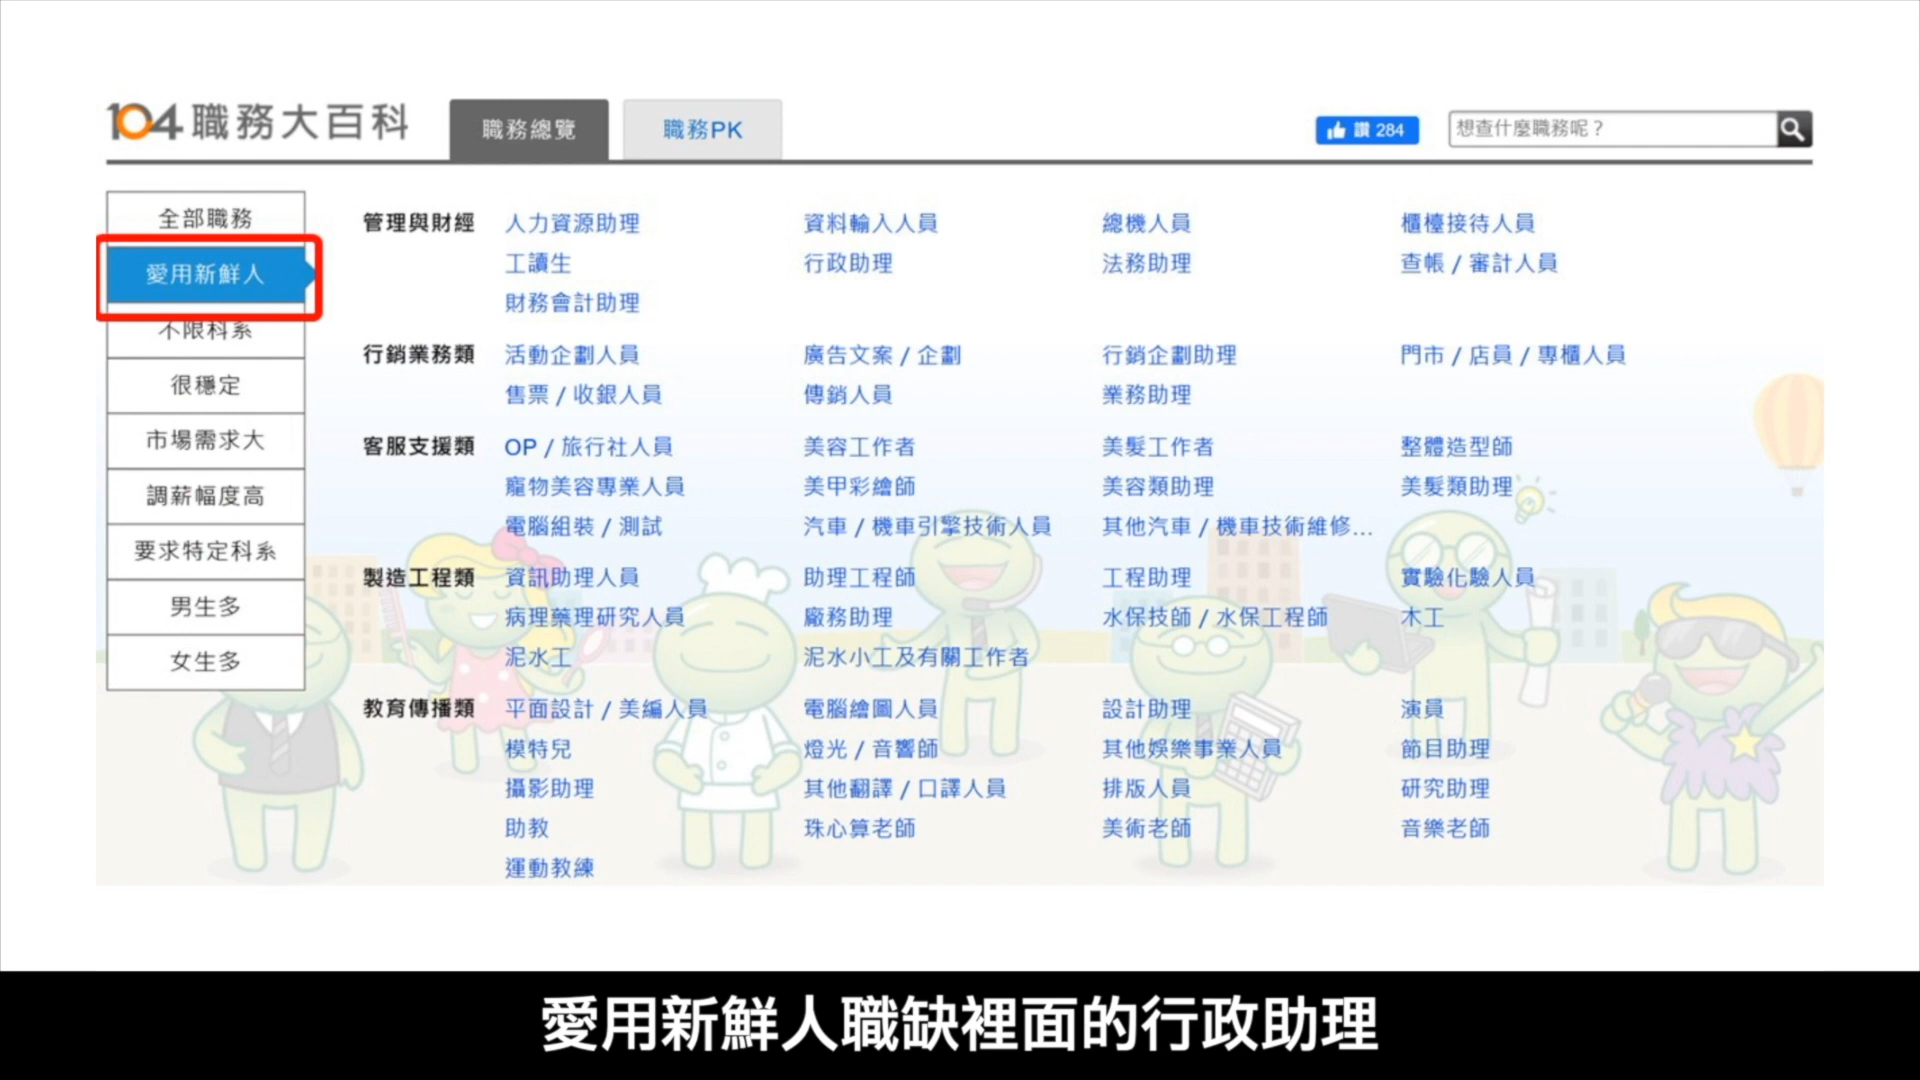 104職務大百科
職務總覽
職務PK
讚 284
想查什麼職務呢？
全部職務
愛用新鮮人
不限科系
很穩定
市場需求大
調薪幅度高
要求特定科系
男生多
女生多
管理與財經 人力資源助理 資料輸入人員 總機人員 櫃檯接待人員
工讀生 行政助理 法務助理 查帳 / 審計人員
財務會計助理
行銷業務類 活動企劃人員 廣告文案 / 企劃 行銷企劃助理 門市 / 店員 / 專櫃人員
售票 / 收銀人員 傳銷人員 業務助理
客服支援類 OP / 旅行社人員 美容工作者 美髮工作者 整體造型師
寵物美容專業人員 美甲彩繪師 美容類助理 美髮類助理
電腦組裝 / 測試 汽車 / 機車引擎技術人員 其他汽車 / 機車技術維修...
製造工程類 資訊助理人員 助理工程師 工程助理 實驗化驗人員
病理藥理研究人員 廠務助理 水保技師 / 水保工程師 木工
泥水工 泥水小工及有關工作者
教育傳播類 平面設計 / 美編人員 電腦繪圖人員 設計助理 演員
模特兒 燈光 / 音響師 其他娛樂事業人員 節目助理
攝影助理 其他翻譯 / 口譯人員 排版人員 研究助理
助教 珠心算老師 美術老師 音樂老師
運動教練
愛用新鮮人職缺裡面的行政助理